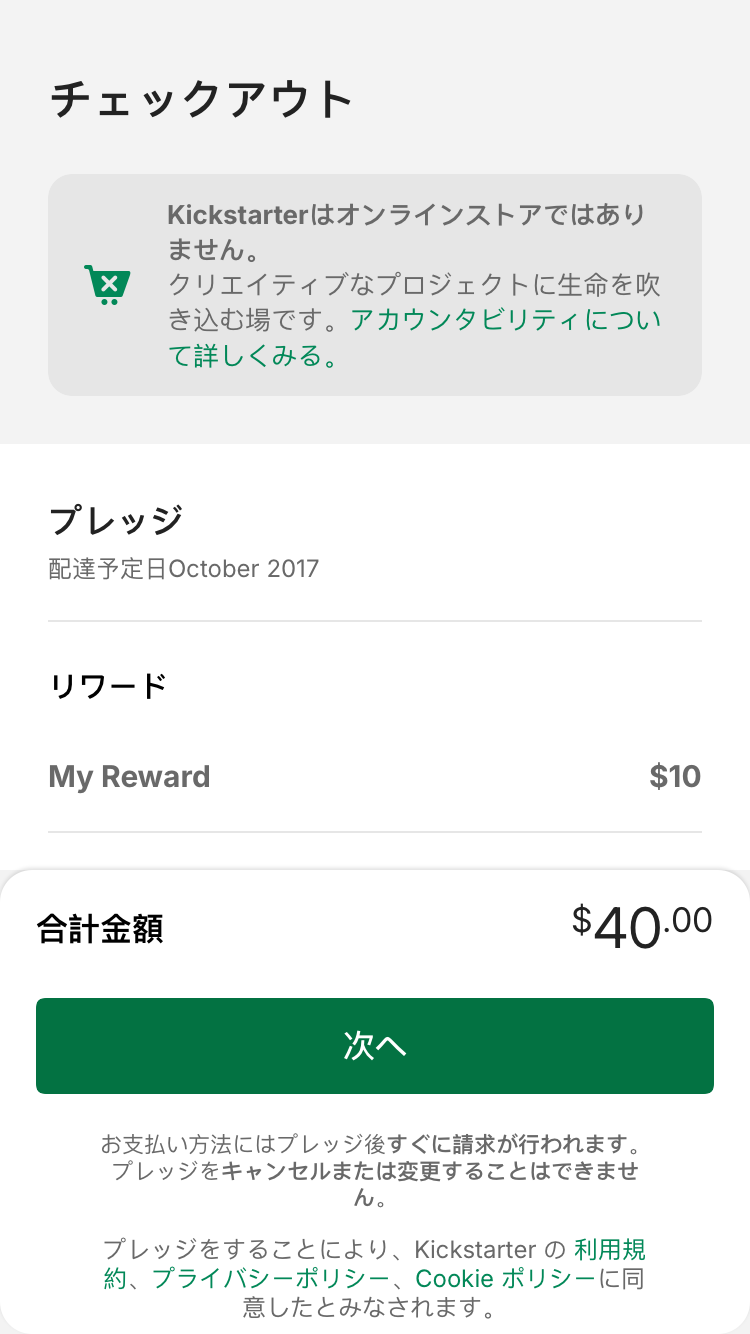 チェックアウト
Kickstarterはオンラインストアではあり
ません。
クリエイティブなプロジェクトに生命を吹
き込む場です。アカウンタビリティについ
て詳しくみる。
プレッジ
配達予定日October 2017
リワード
My Reward $10
合計金額 $40.00
次へ
お支払い方法にはプレッジ後すぐに請求が行われます。
プレッジをキャンセルまたは変更することはできませ
ん。
プレッジをすることにより、Kickstarter の 利用規
約、プライバシーポリシー、Cookie ポリシーに同
意したとみなされます。